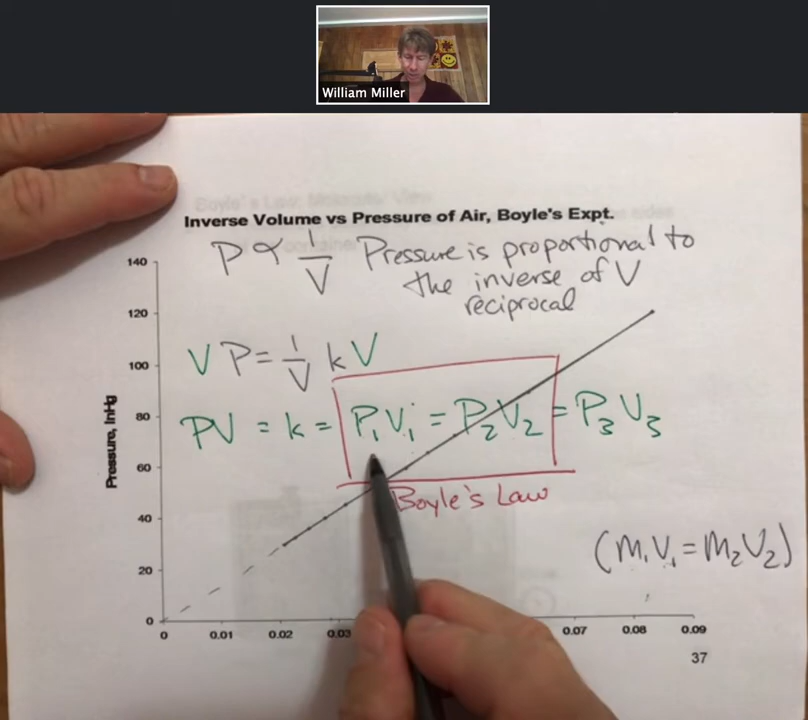 William Miller
Inverse Volume vs Pressure of Air, Boyle's Expt.
P ∝ 1/V Pressure is proportional to
the inverse of V
reciprocal
VP = 1/V kV
PV = k = P₁V₁ = P₂V₂ = P₃V₃
Boyle's Law
(M₁V₁ = M₂V₂)
Pressure, InHg
140
120
100
80
60
40
20
0
0 0.01 0.02 0.03 0.07 0.08 0.09
37